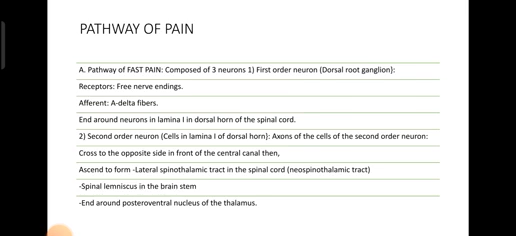 PATHWAY OF PAIN
A. Pathway of FAST PAIN: Composed of 3 neurons 1) First order neuron (Dorsal root ganglion):
Receptors: Free nerve endings.
Afferent: A-delta fibers.
End around neurons in lamina I in dorsal horn of the spinal cord.
2) Second order neuron (Cells in lamina I of dorsal horn): Axons of the cells of the second order neuron:
Cross to the opposite side in front of the central canal then,
Ascend to form -Lateral spinothalamic tract in the spinal cord (neospinothalamic tract)
-Spinal lemniscus in the brain stem
-End around posteroventral nucleus of the thalamus.